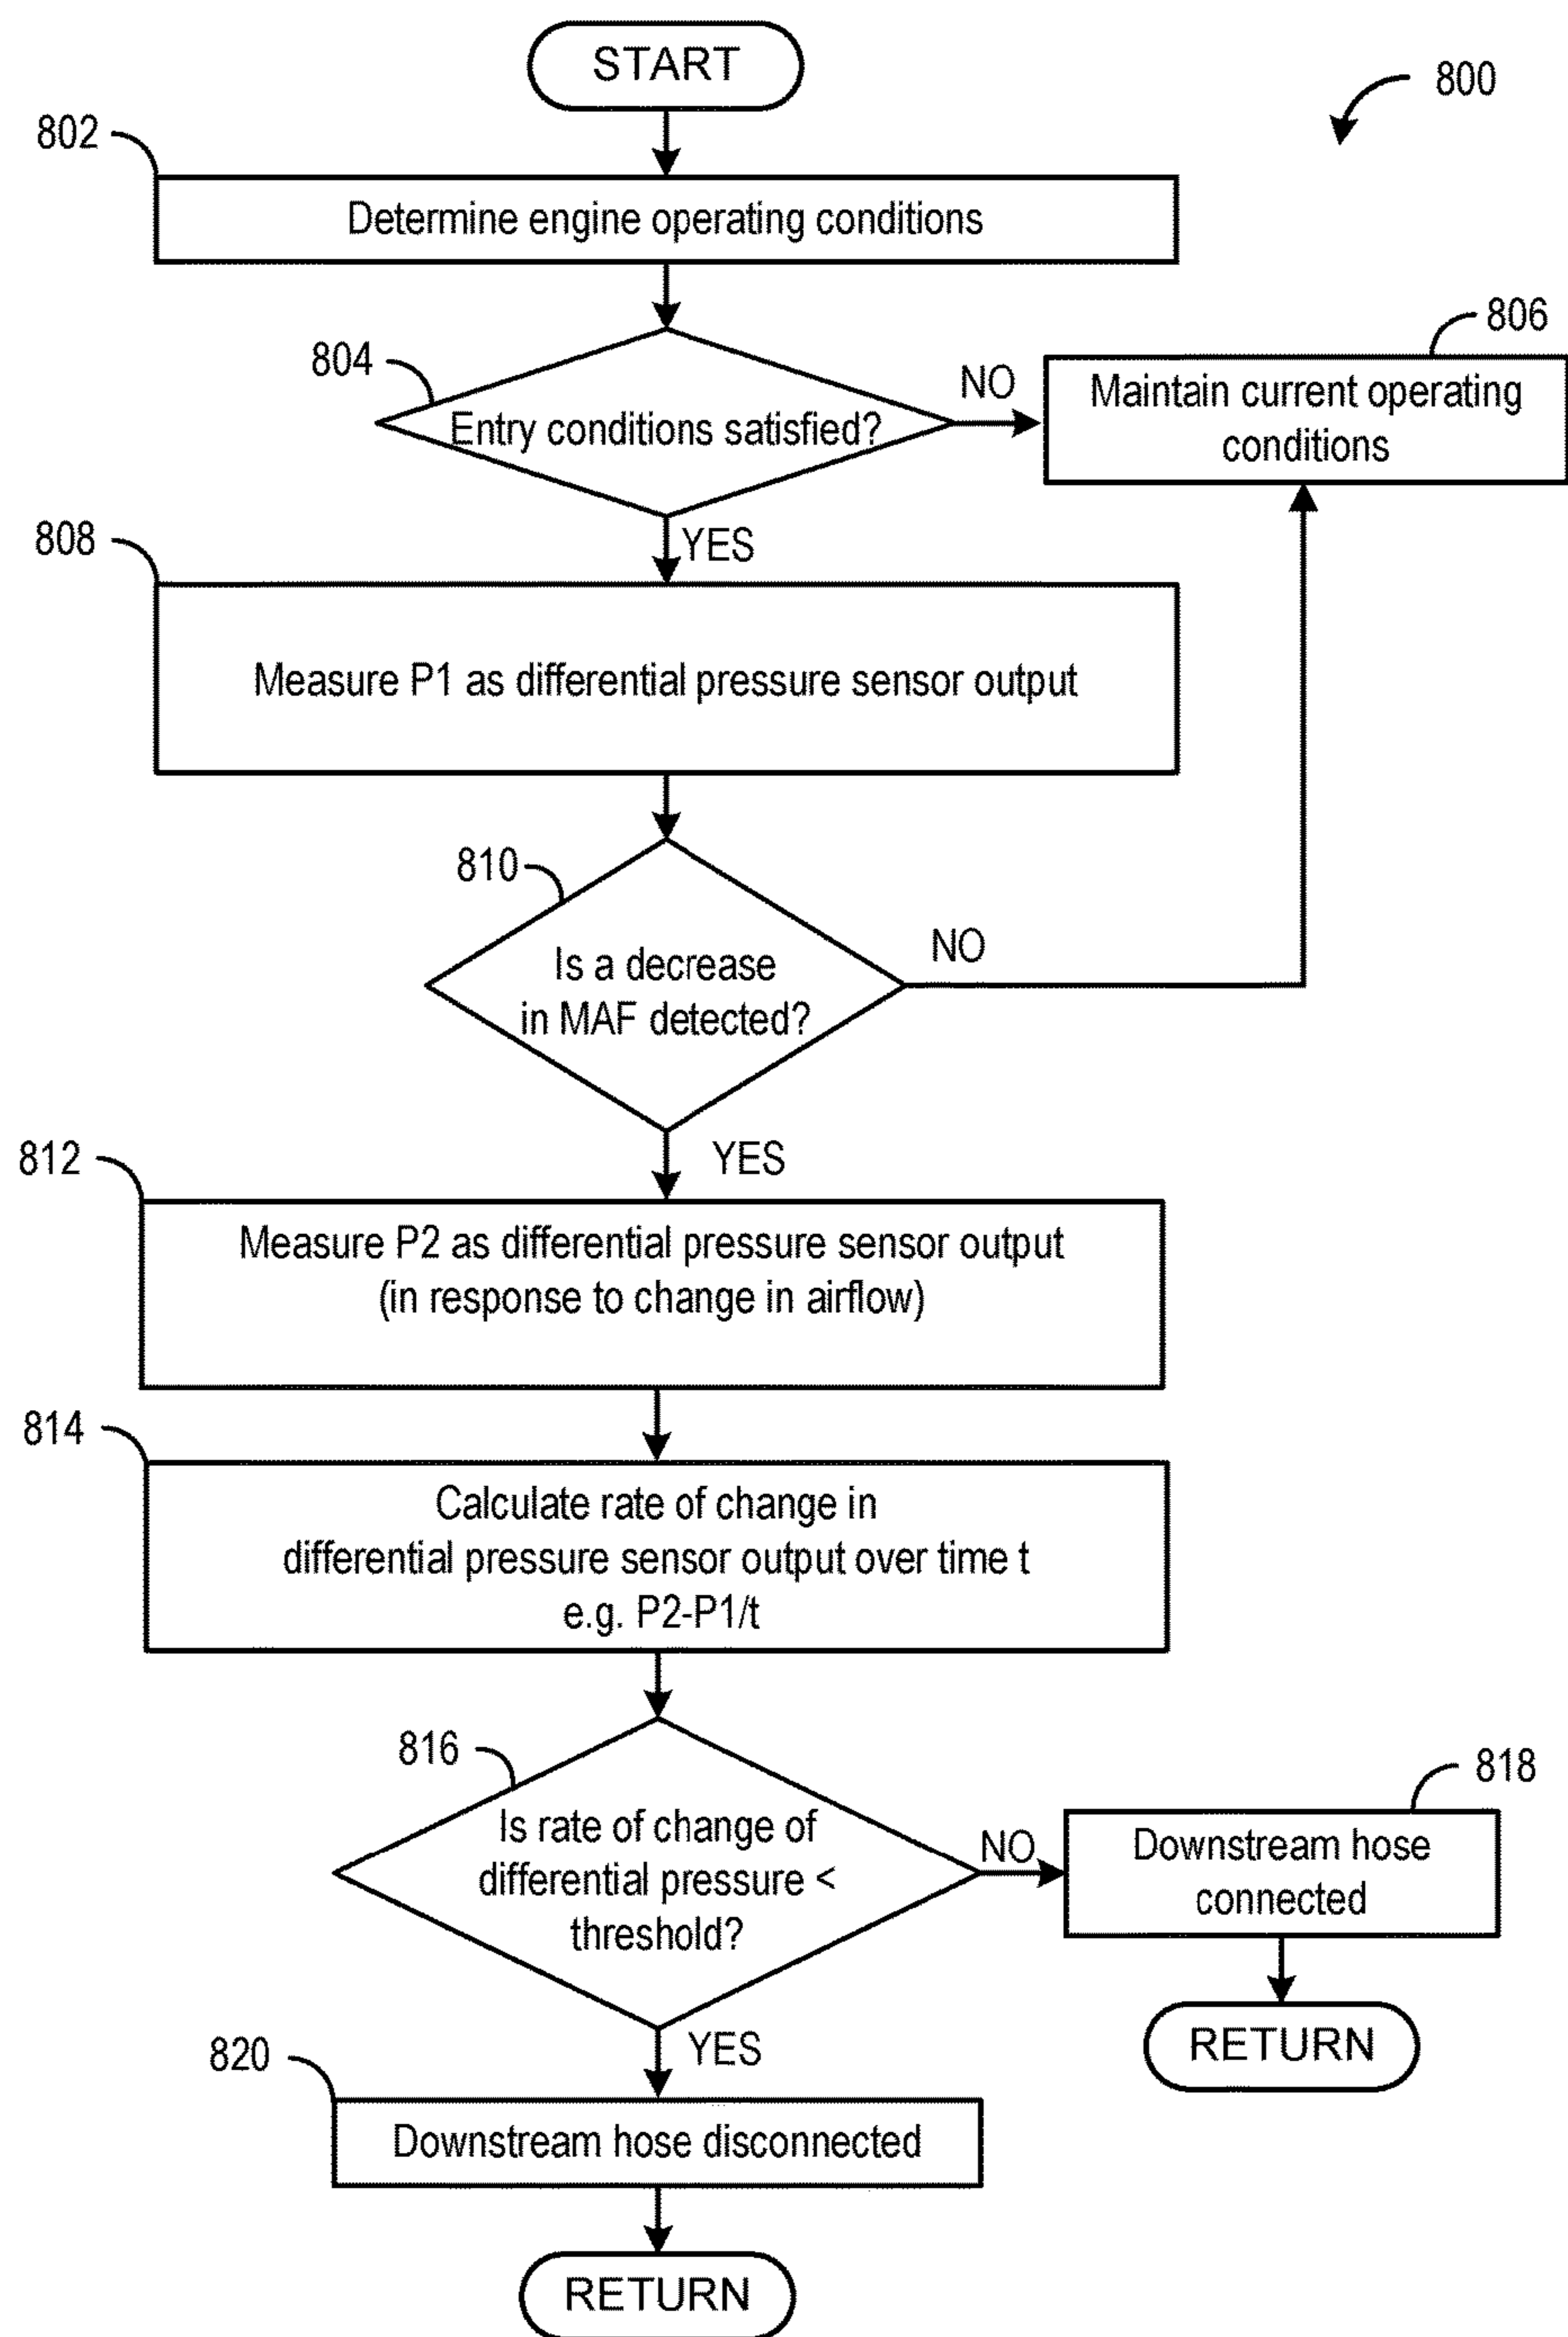 START
800
802
Determine engine operating conditions
804
Entry conditions satisfied?
NO
806
Maintain current operating
conditions
YES
808
Measure P1 as differential pressure sensor output
810
Is a decrease
in MAF detected?
NO
YES
812
Measure P2 as differential pressure sensor output
(in response to change in airflow)
814
Calculate rate of change in
differential pressure sensor output over time t
e.g. P2-P1/t
816
Is rate of change of
differential pressure <
threshold?
NO
818
Downstream hose
connected
RETURN
YES
820
Downstream hose disconnected
RETURN